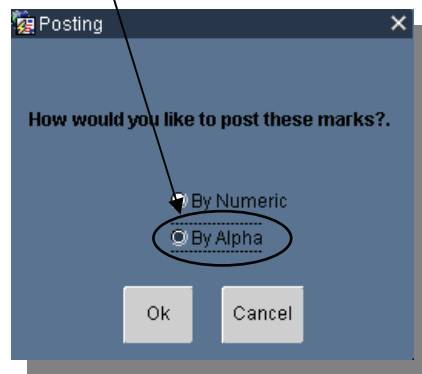 Posting
How would you like to post these marks?.
By Numeric
By Alpha
Ok Cancel